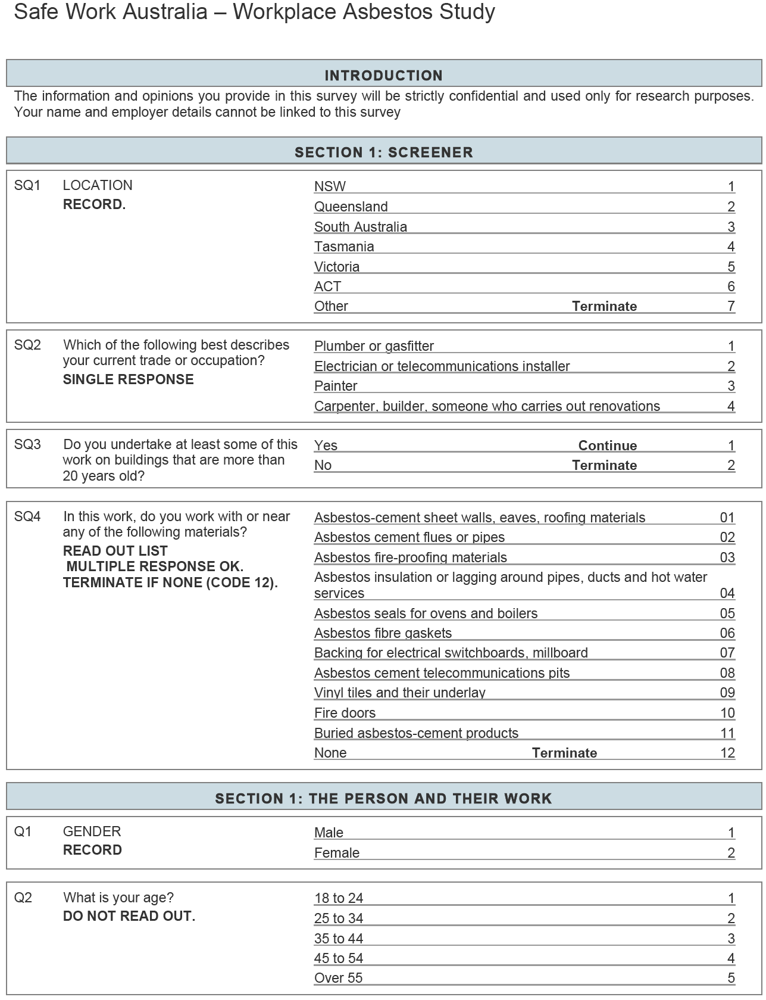 Safe Work Australia – Workplace Asbestos Study
INTRODUCTION
The information and opinions you provide in this survey will be strictly confidential and used only for research purposes.
Your name and employer details cannot be linked to this survey
SECTION 1: SCREENER
SQ1 LOCATION
RECORD.
NSW 1
Queensland 2
South Australia 3
Tasmania 4
Victoria 5
ACT 6
Other Terminate 7
SQ2 Which of the following best describes
your current trade or occupation?
SINGLE RESPONSE
Plumber or gasfitter 1
Electrician or telecommunications installer 2
Painter 3
Carpenter, builder, someone who carries out renovations 4
SQ3 Do you undertake at least some of this
work on buildings that are more than
20 years old?
Yes Continue 1
No Terminate 2
SQ4 In this work, do you work with or near
any of the following materials?
READ OUT LIST
MULTIPLE RESPONSE OK.
TERMINATE IF NONE (CODE 12).
Asbestos-cement sheet walls, eaves, roofing materials 01
Asbestos cement flues or pipes 02
Asbestos fire-proofing materials 03
Asbestos insulation or lagging around pipes, ducts and hot water
services 04
Asbestos seals for ovens and boilers 05
Asbestos fibre gaskets 06
Backing for electrical switchboards, millboard 07
Asbestos cement telecommunications pits 08
Vinyl tiles and their underlay 09
Fire doors 10
Buried asbestos-cement products 11
None Terminate 12
SECTION 1: THE PERSON AND THEIR WORK
Q1 GENDER
RECORD
Male 1
Female 2
Q2 What is your age?
DO NOT READ OUT.
18 to 24 1
25 to 34 2
35 to 44 3
45 to 54 4
Over 55 5